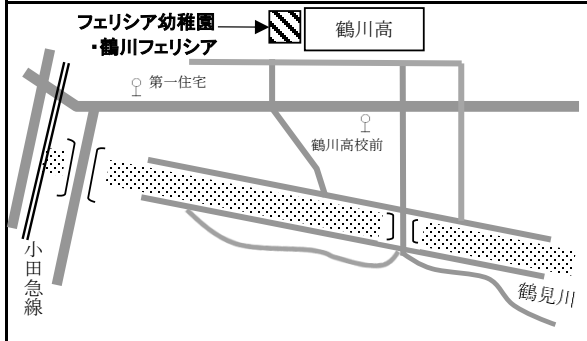 フェリシア幼稚園
・鶴川フェリシア
鶴川高
第一住宅
鶴川高校前
小田急線
鶴見川